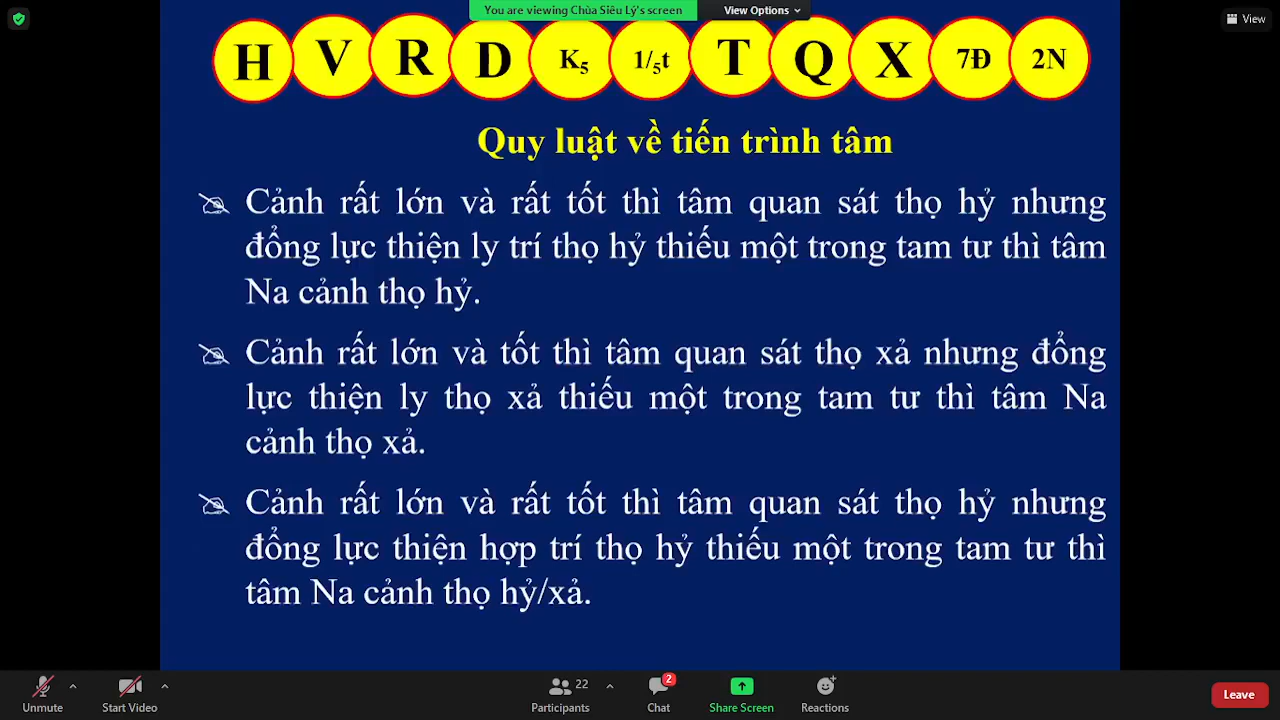 You are viewing Chùa Siêu Lý's screen
View Options
View
H V R D K5 1/5t T Q X 7Đ 2N
Quy luật về tiến trình tâm
Cảnh rất lớn và rất tốt thì tâm quan sát thọ hỷ nhưng
đổng lực thiện ly trí thọ hỷ thiếu một trong tam tư thì tâm
Na cảnh thọ hỷ.
Cảnh rất lớn và tốt thì tâm quan sát thọ xả nhưng đổng
lực thiện ly thọ xả thiếu một trong tam tư thì tâm Na
cảnh thọ xả.
Cảnh rất lớn và rất tốt thì tâm quan sát thọ hỷ nhưng
đổng lực thiện hợp trí thọ hỷ thiếu một trong tam tư thì
tâm Na cảnh thọ hỷ/xả.
22
2
Unmute
Start Video
Participants
Chat
Share Screen
Reactions
Leave